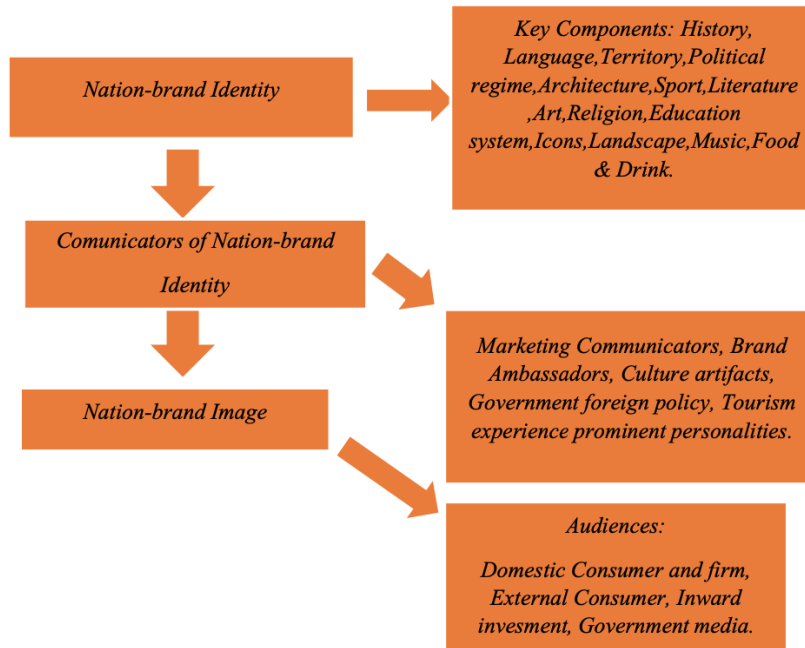 Nation-brand Identity
Key Components: History,
Language,Territory,Political
regime,Architecture,Sport,Literature
,Art,Religion,Education
system,Icons,Landscape,Music,Food
& Drink.
Comunicators of Nation-brand
Identity
Marketing Communicators, Brand
Ambassadors, Culture artifacts,
Government foreign policy, Tourism
experience prominent personalities.
Nation-brand Image
Audiences:
Domestic Consumer and firm,
External Consumer, Inward
invesment, Government media.